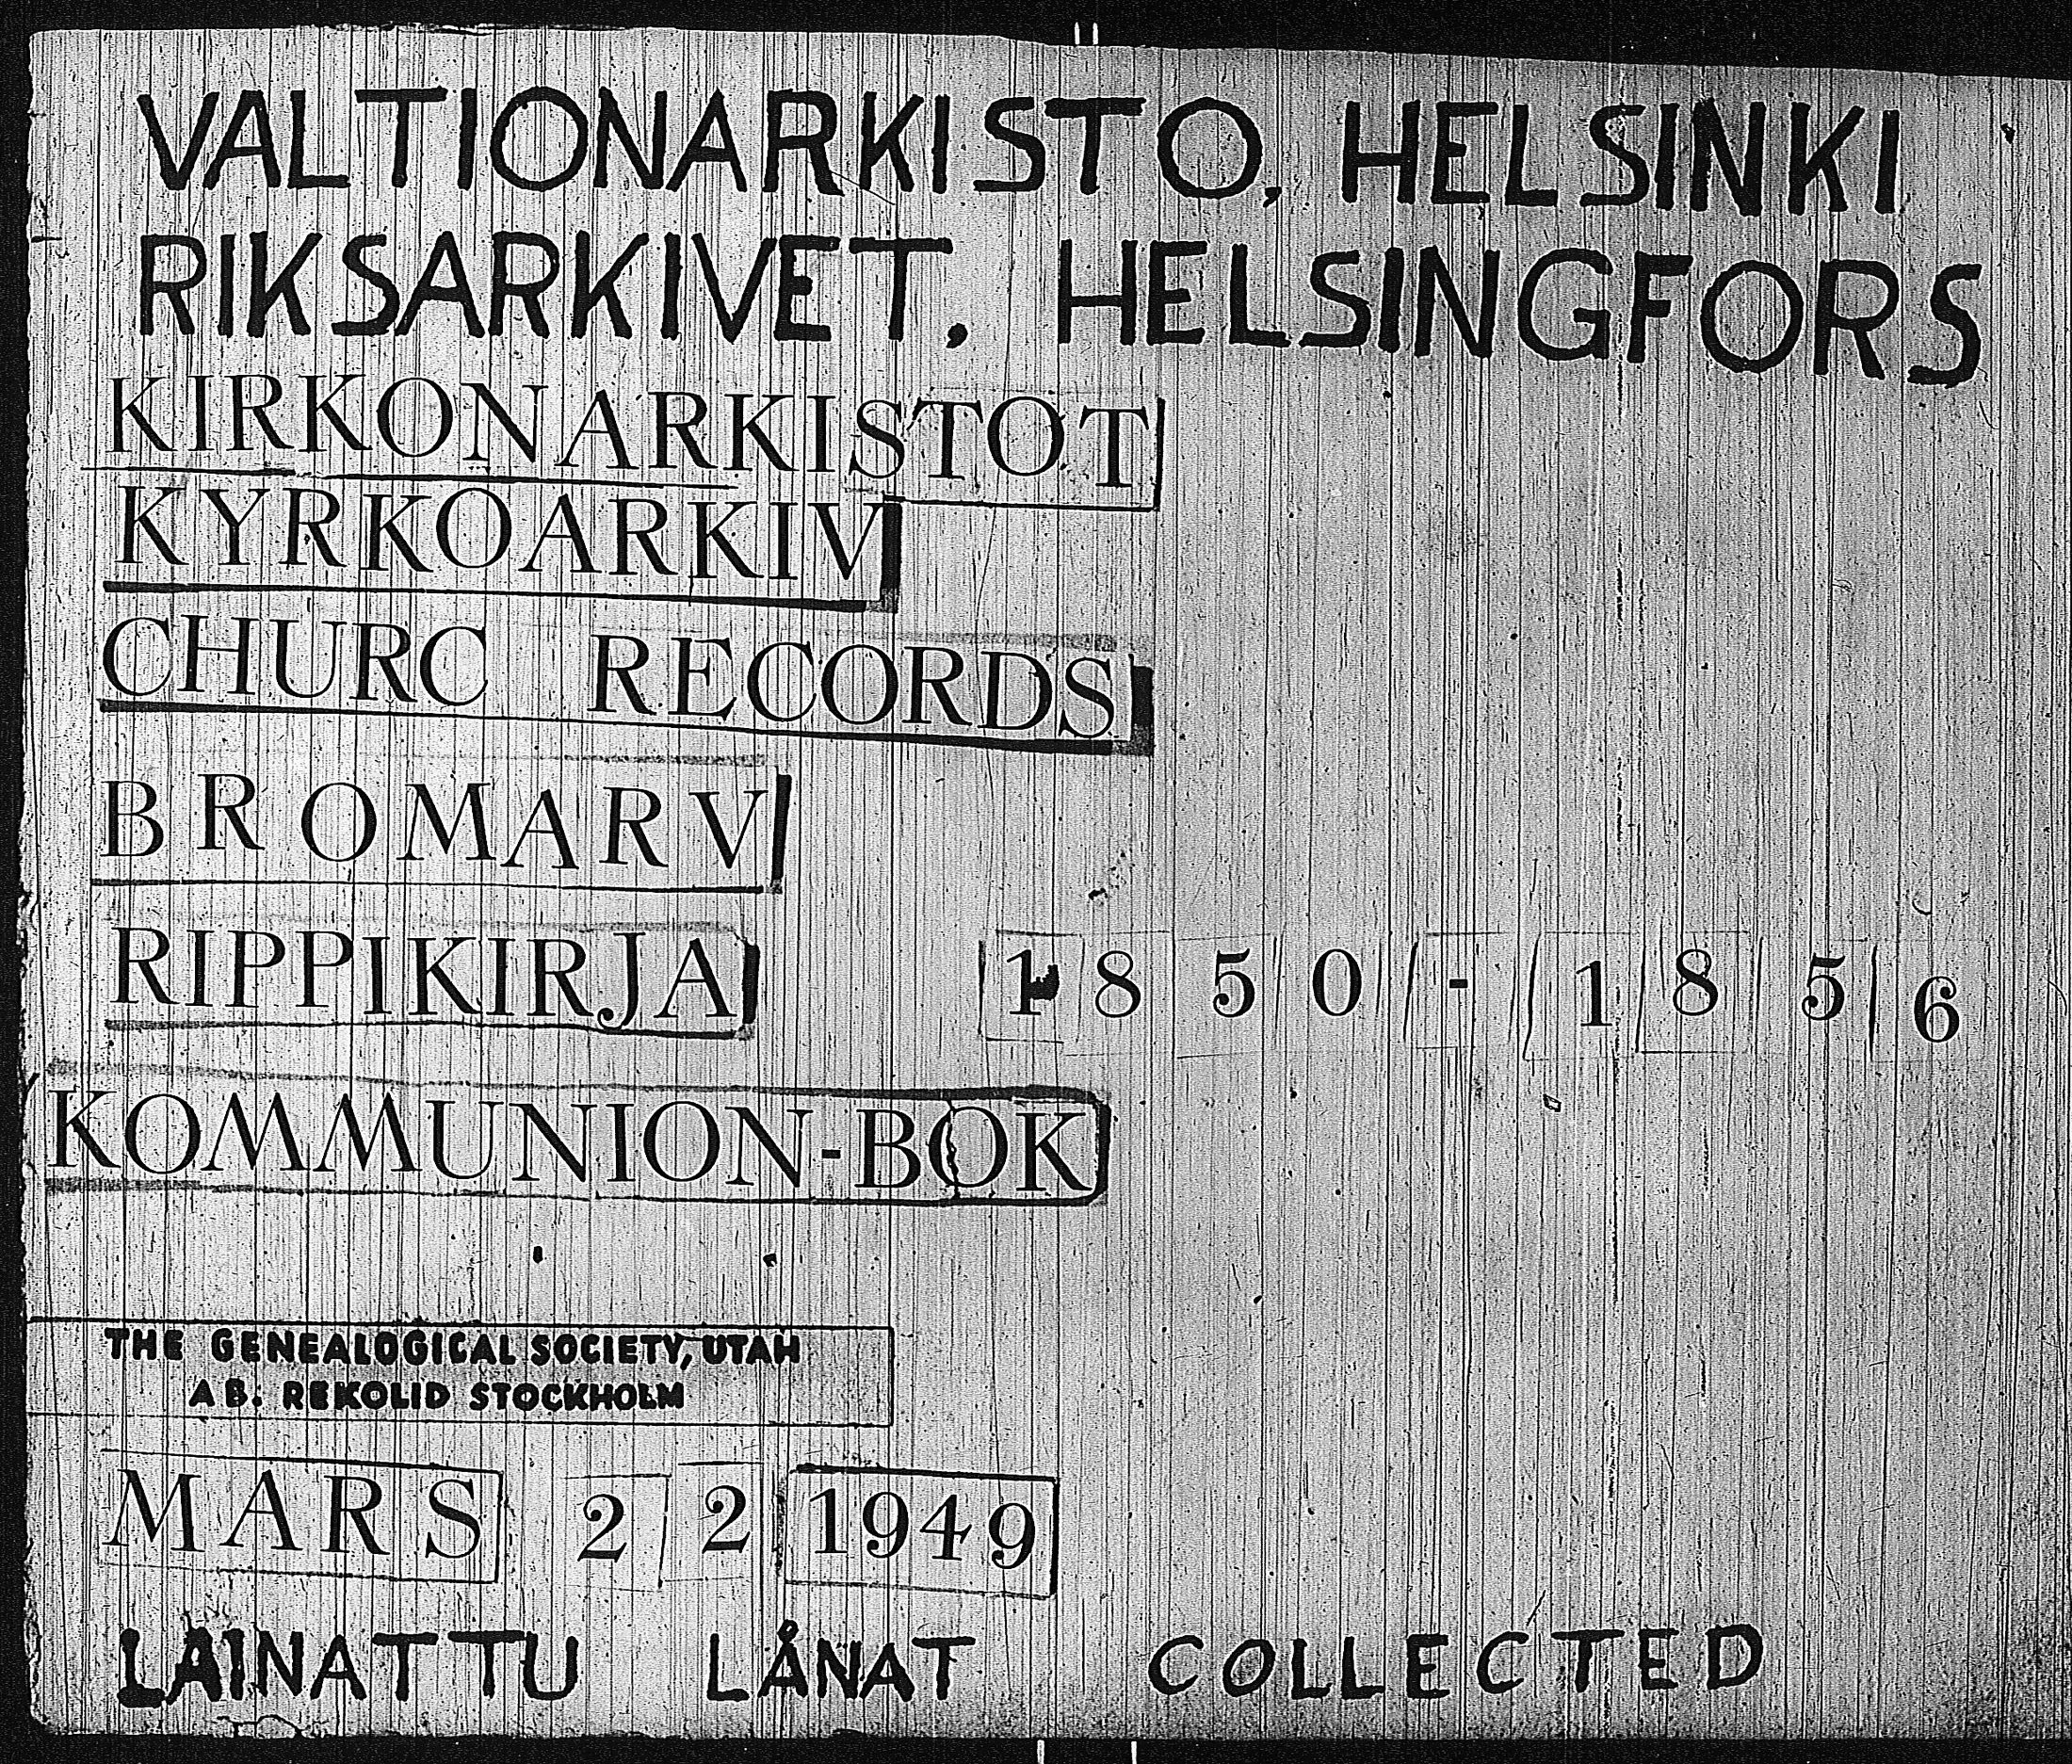 VALTIONARKISTO, HELSINKI
RIKSARKIVET, HELSINGFORS
KIRKONARKISTOT
KYRKOARKIV
CHURC RECORDS
BROMARV
RIPPIKIRJA 1850-1856
KOMMUNION-BOK
THE GENEALOGICAL SOCIETY, UTAH
AB. REKOLID STOCKHOLM
MARS 22 1949
LAINATTU LÅNAT COLLECTED